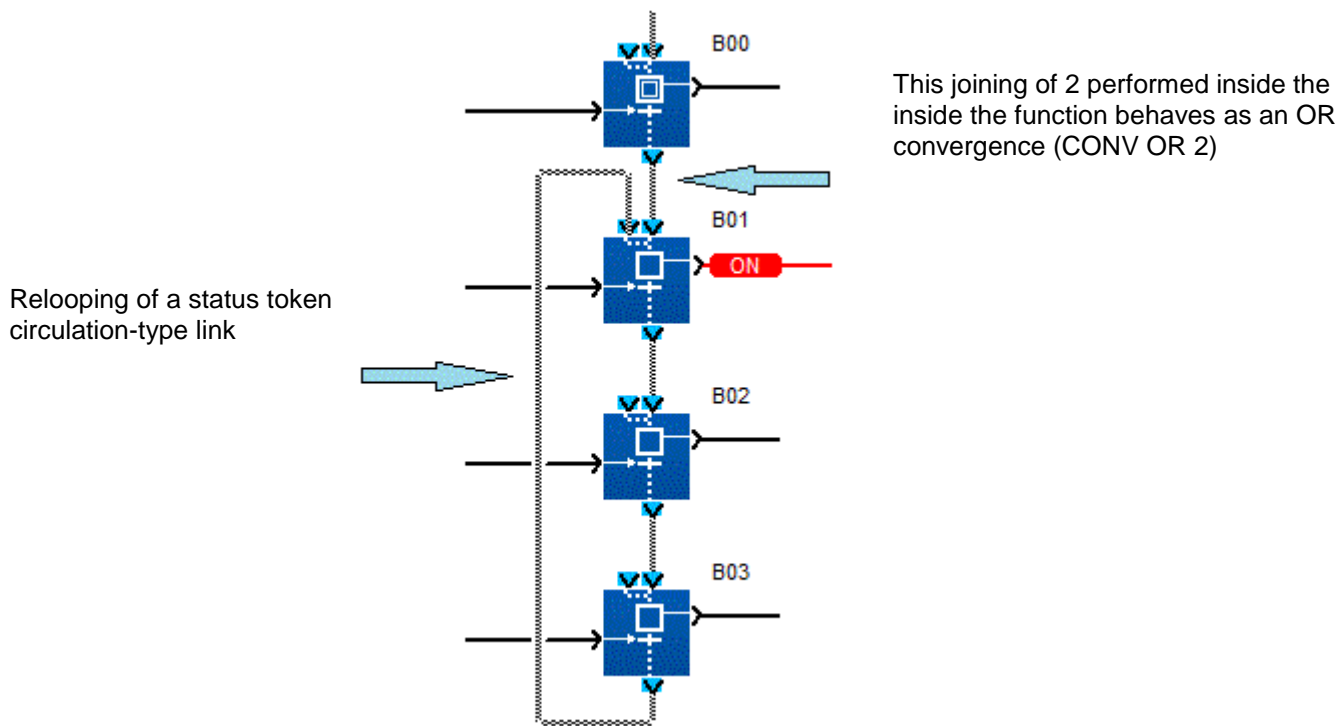 B00
This joining of 2 performed inside the
inside the function behaves as an OR
convergence (CONV OR 2)
B01
ON
Relooping of a status token
circulation-type link
B02
B03